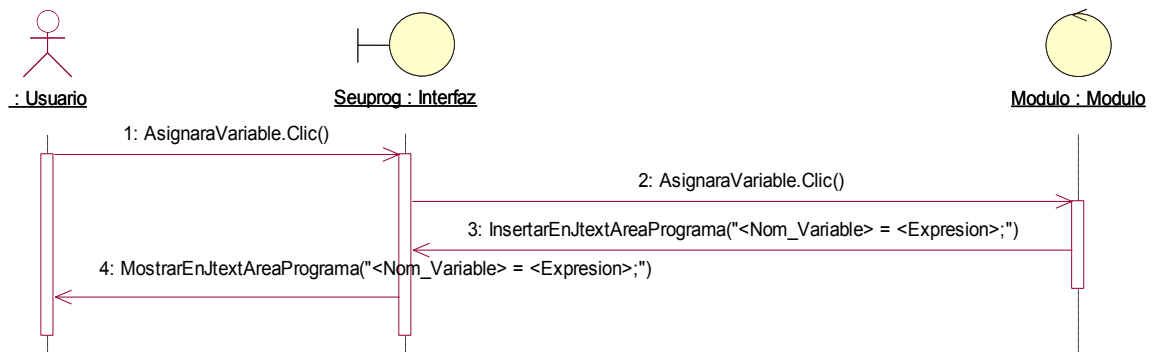 : Usuario
Seuprog : Interfaz
Modulo : Modulo
1: AsignaraVariable.Clic()
2: AsignaraVariable.Clic()
3: InsertarEnJtextAreaPrograma("<Nom_Variable> = <Expresion>;")
4: MostrarEnJtextAreaPrograma("<Nom_Variable> = <Expresion>;")